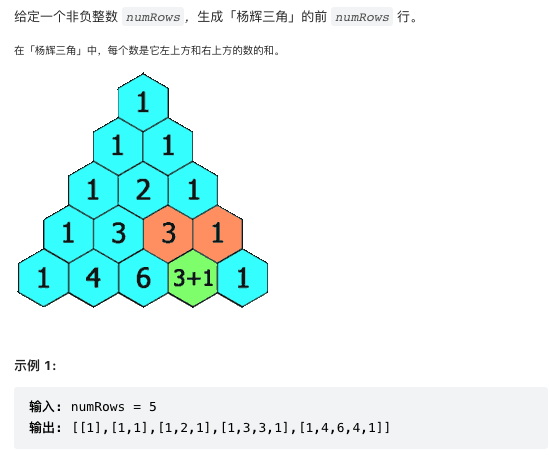 给定一个非负整数 numRows，生成「杨辉三角」的前 numRows 行。
在「杨辉三角」中，每个数是它左上方和右上方的数的和。
1
1 1
1 2 1
1 3 3 1
1 4 6 3+1 1
示例 1:
输入: numRows = 5
输出: [[1],[1,1],[1,2,1],[1,3,3,1],[1,4,6,4,1]]